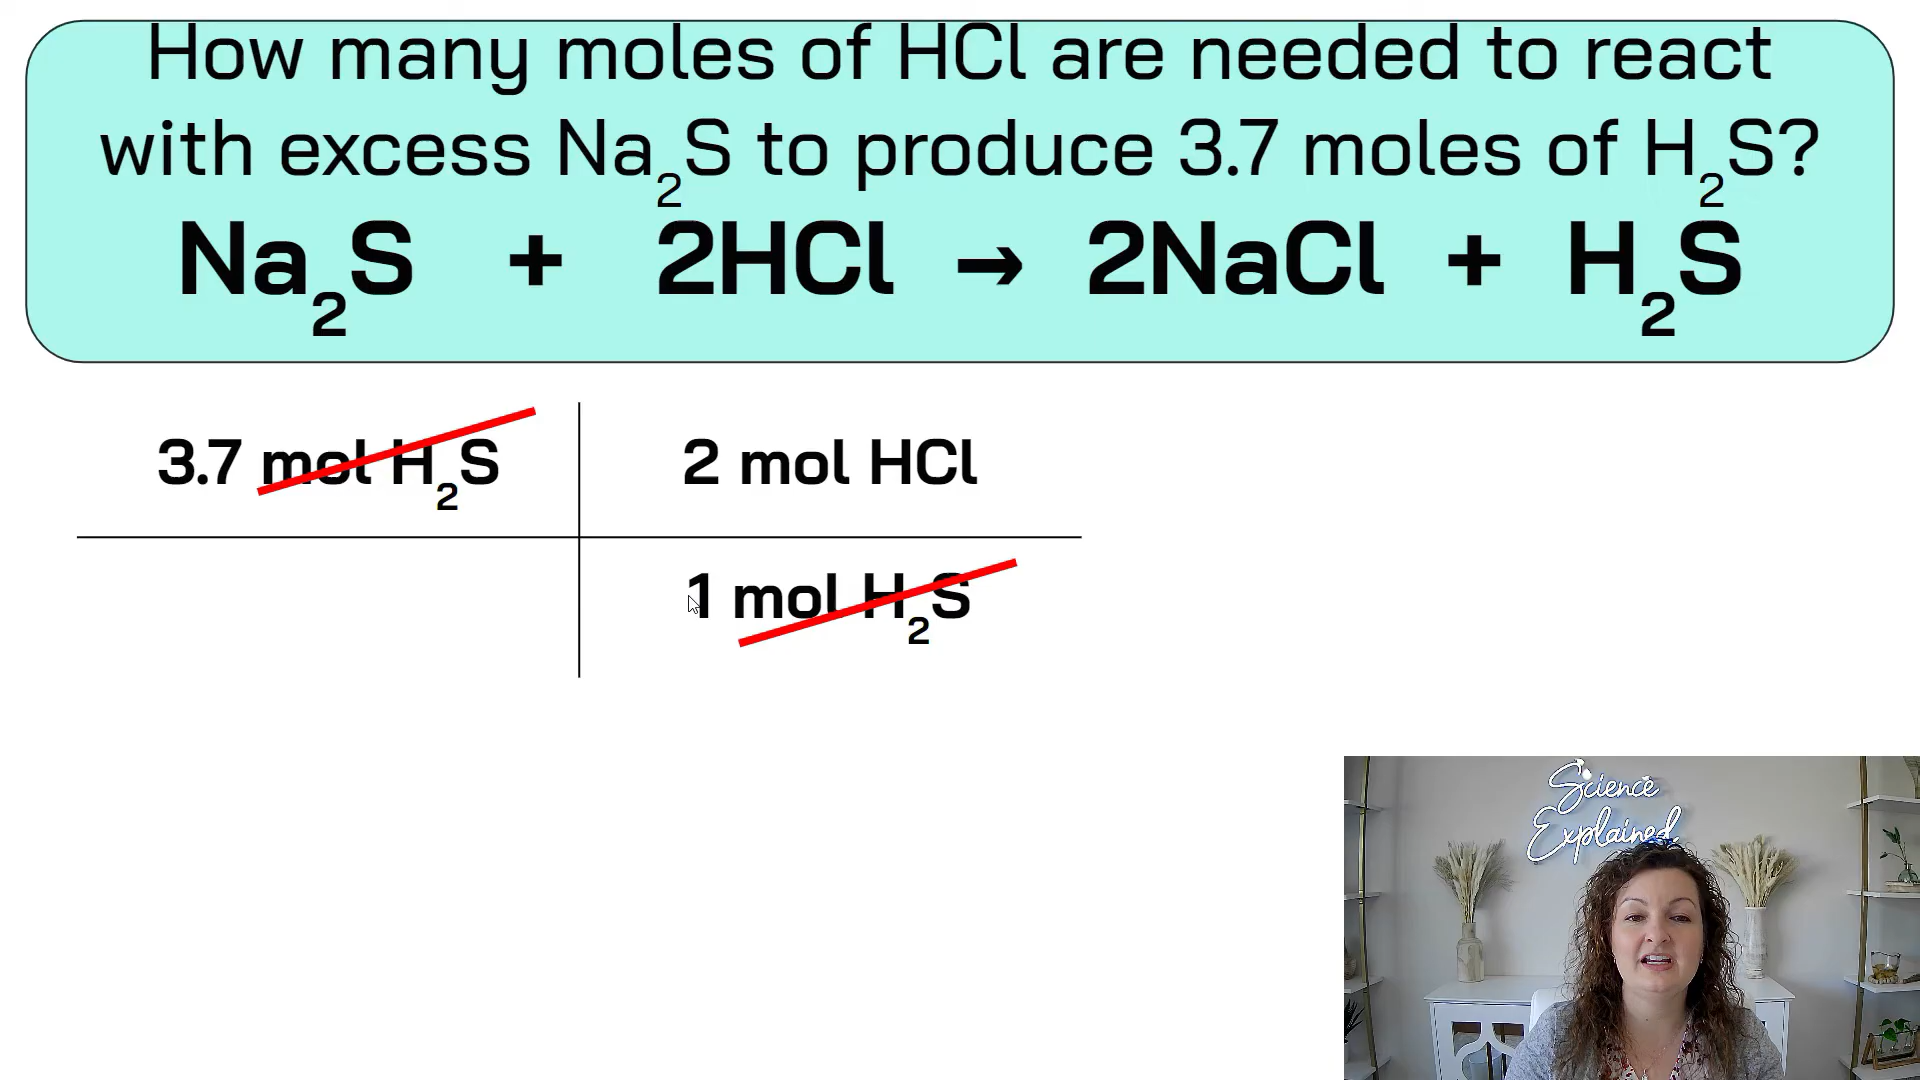 How many moles of HCl are needed to react
with excess Na₂S to produce 3.7 moles of H₂S?
Na₂S + 2HCl → 2NaCl + H₂S
3.7 mol H₂S 2 mol HCl
1 mol H₂S
Science
Explained